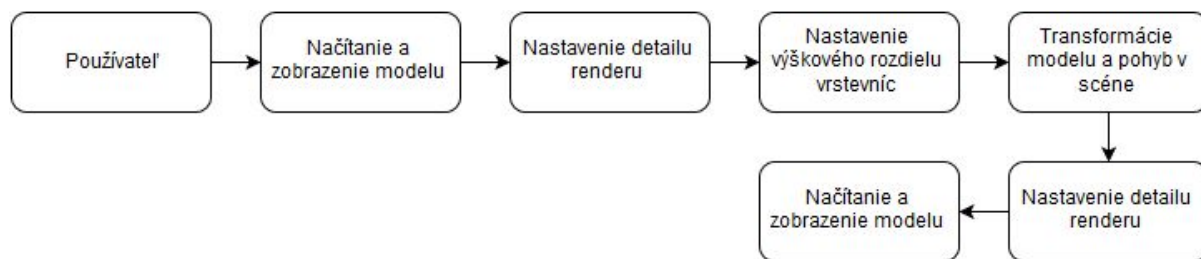 Používateľ
Načítanie a
zobrazenie modelu
Nastavenie detailu
renderu
Nastavenie
výškového rozdielu
vrstevníc
Transformácie
modelu a pohyb v
scéne
Nastavenie detailu
renderu
Načítanie a
zobrazenie modelu